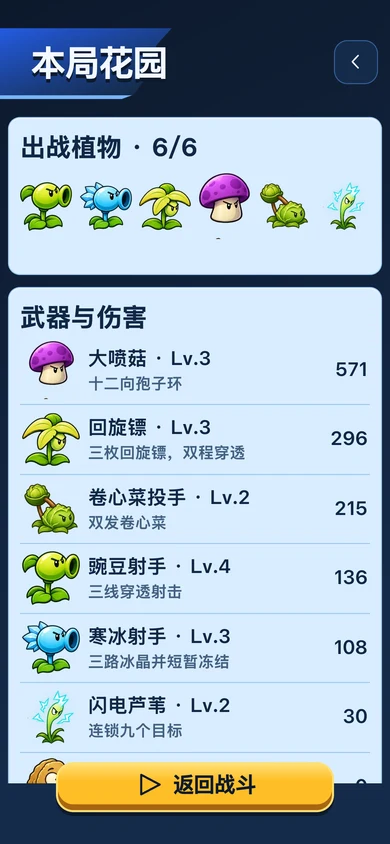 本局花园
出战植物 · 6/6
武器与伤害
大喷菇 · Lv.3
十二向孢子环
571
回旋镖 · Lv.3
三枚回旋镖，双程穿透
296
卷心菜投手 · Lv.2
双发卷心菜
215
豌豆射手 · Lv.4
三线穿透射击
136
寒冰射手 · Lv.3
三路冰晶并短暂冻结
108
闪电芦苇 · Lv.2
连锁九个目标
30
返回战斗